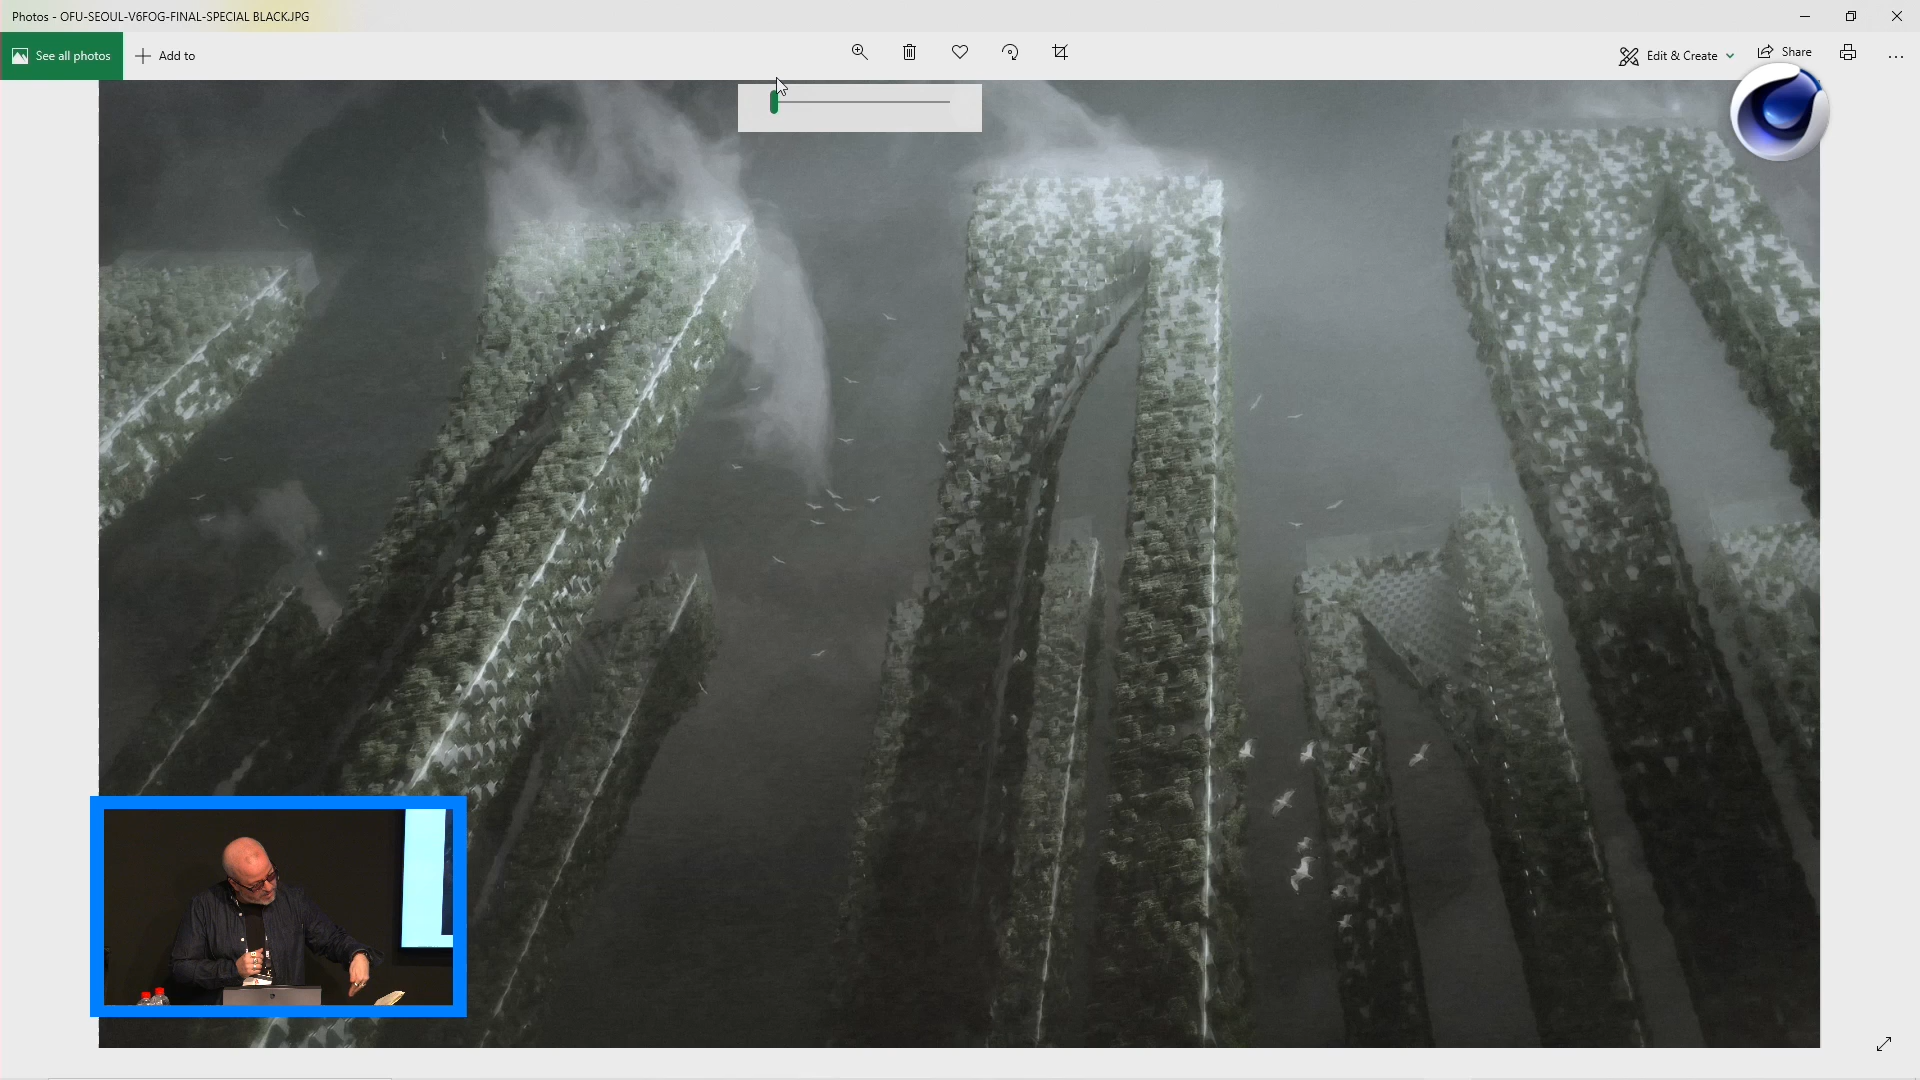 Photos - OFU-SEOUL-V6FOG-FINAL-SPECIAL BLACK.JPG
See all photos
Add to
Edit & Create
Share